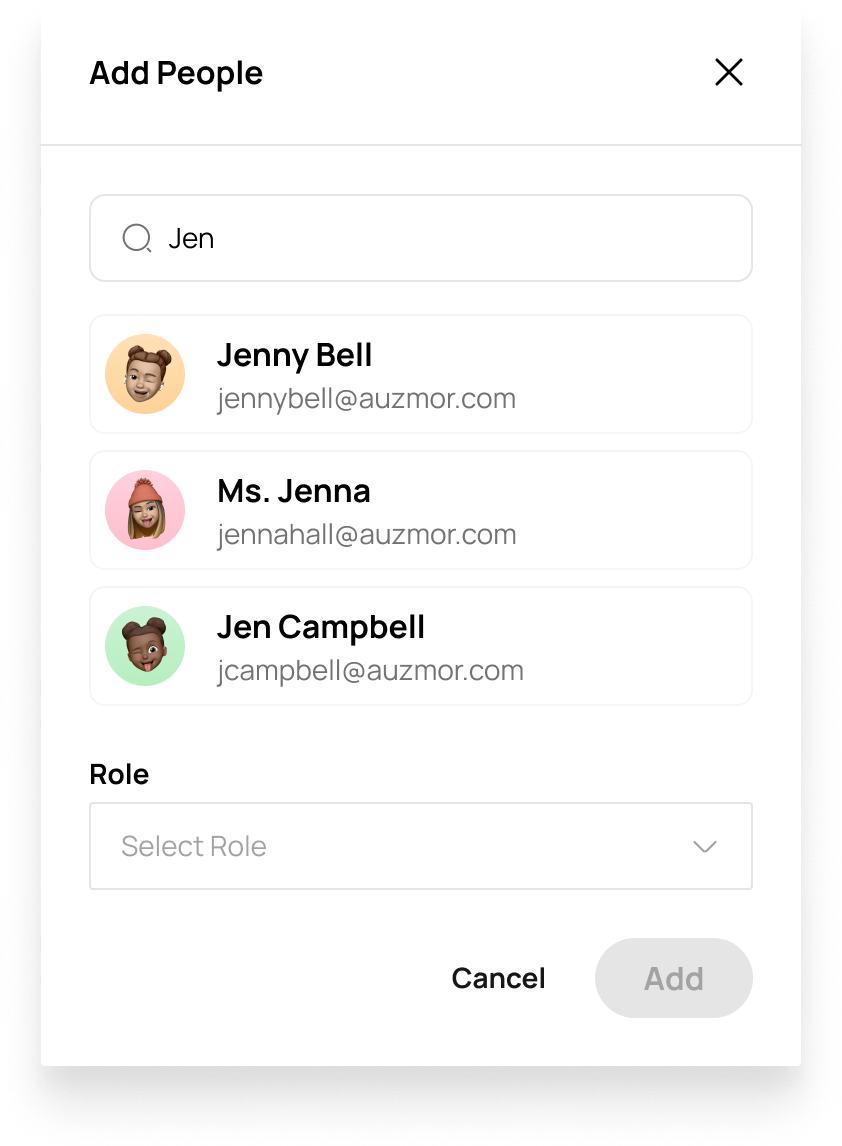 Add People
Jen
Jenny Bell
jennybell@auzmor.com
Ms. Jenna
jennahall@auzmor.com
Jen Campbell
jcampbell@auzmor.com
Role
Select Role
Cancel
Add